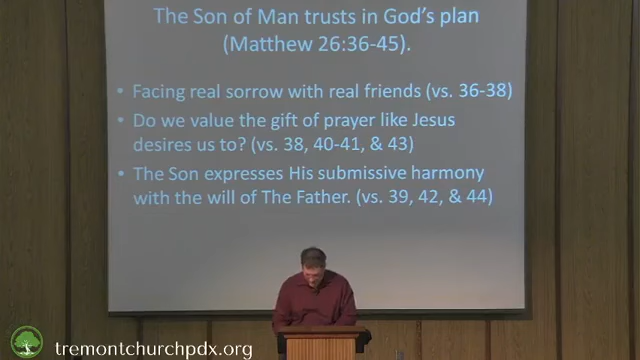 The Son of Man trusts in God's plan
(Matthew 26:36-45).
• Facing real sorrow with real friends (vs. 36-38)
• Do we value the gift of prayer like Jesus
desires us to? (vs. 38, 40-41, & 43)
• The Son expresses His submissive harmony
with the will of The Father. (vs. 39, 42, & 44)
tremontchurchpdx.org